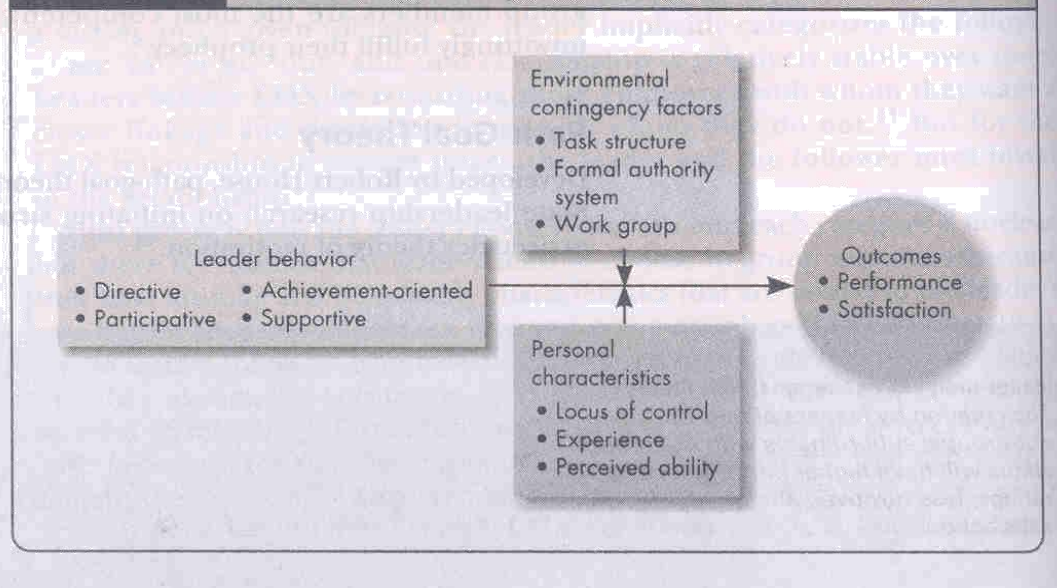 Environmental
contingency factors
• Task structure
• Formal authority
system
• Work group
Leader behavior
• Directive • Achievement-oriented
• Participative • Supportive
Outcomes
• Performance
• Satisfaction
Personal
characteristics
• Locus of control
• Experience
• Perceived ability